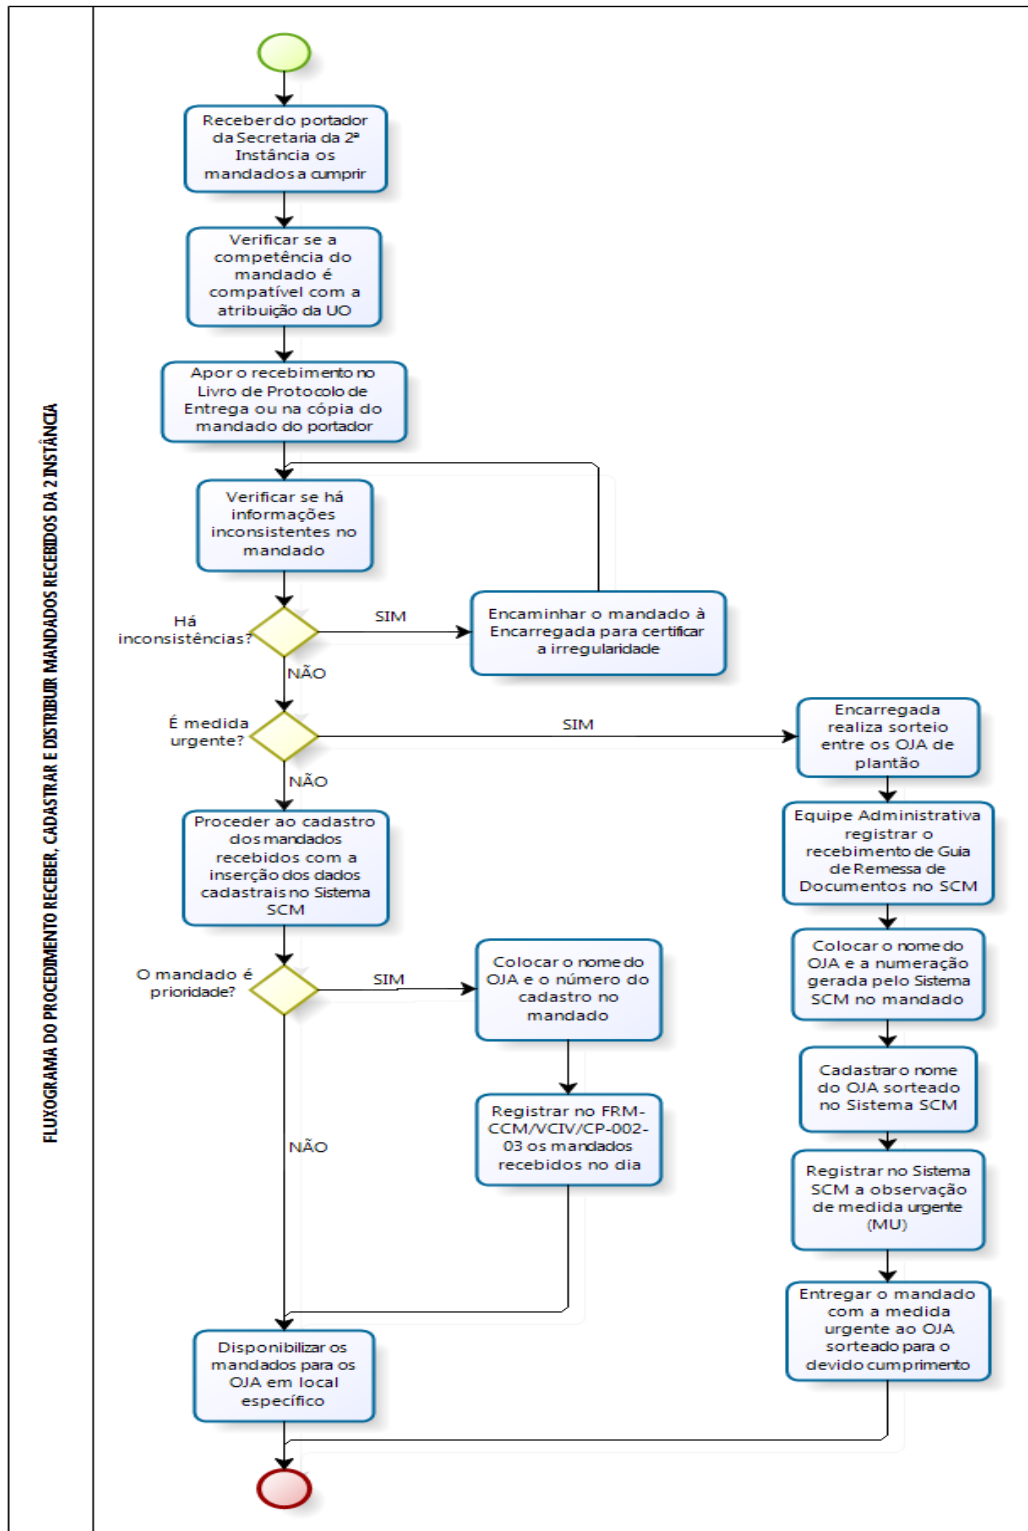 FLUXOGRAMA DO PROCEDIMENTO RECEBER, CADASTRAR E DISTRIBUIR MANDADOS RECEBIDOS DA 2 INSTÂNCIA
Receber do portador
da Secretaria da 2ª
Instância os
mandados a cumprir
Verificar se a
competência do
mandado é
compatível com a
atribuição da UO
Apor o recebimento no
Livro de Protocolo de
Entrega ou na cópia do
mandado do portador
Verificar se há
informações
inconsistentes no
mandado
Há
inconsistências?
SIM
Encaminhar o mandado à
Encarregada para certificar
a irregularidade
NÃO
É medida
urgente?
SIM
Encarregada
realiza sorteio
entre os OJA de
plantão
NÃO
Proceder ao cadastro
dos mandados
recebidos com a
inserção dos dados
cadastrais no Sistema
SCM
Equipe Administrativa
registrar o
recebimento de Guia
de Remessa de
Documentos no SCM
O mandado é
prioridade?
SIM
Colocar o nome do
OJA e o número do
cadastro no
mandado
Colocar o nome do
OJA e a numeração
gerada pelo Sistema
SCM no mandado
Cadastrar o nome
do OJA sorteado
no Sistema SCM
NÃO
Registrar no FRM-
CCM/VCIV/CP-002-
03 os mandados
recebidos no dia
Registrar no Sistema
SCM a observação
de medida urgente
(MU)
Entregar o mandado
com a medida
urgente ao OJA
sorteado para o
devido cumprimento
Disponibilizar os
mandados para os
OJA em local
específico